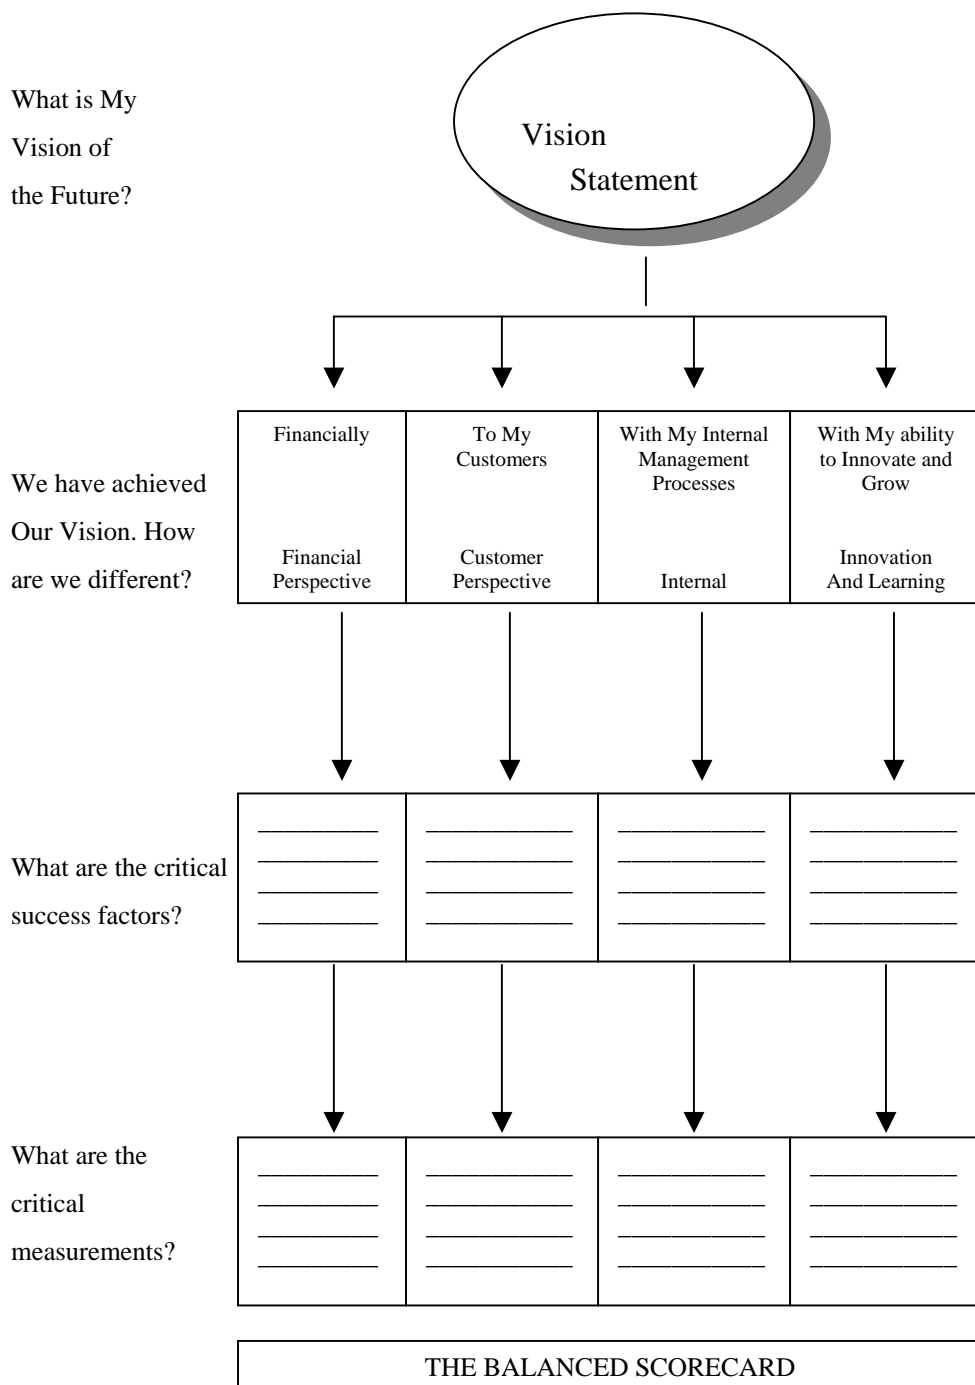 What is My
Vision of
the Future?
Vision
Statement
We have achieved
Our Vision. How
are we different?
Financially
Financial
Perspective
To My
Customers
Customer
Perspective
With My Internal
Management
Processes
Internal
With My ability
to Innovate and
Grow
Innovation
And Learning
What are the critical
success factors?
What are the
critical
measurements?
THE BALANCED SCORECARD